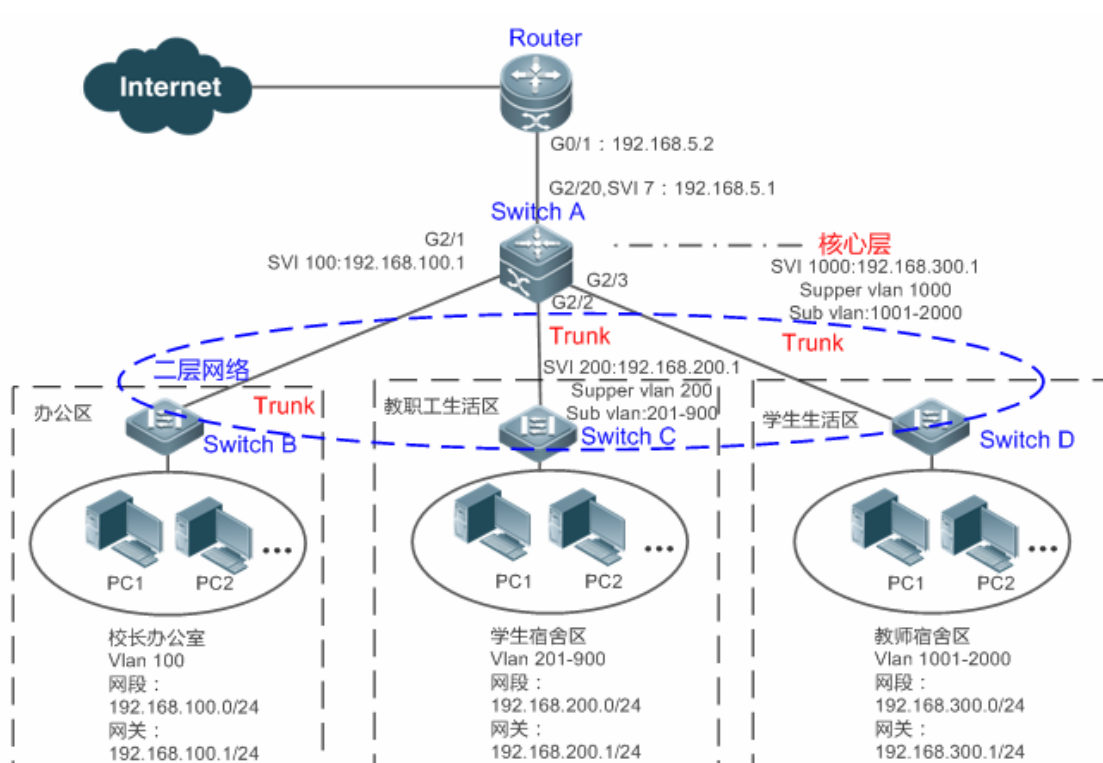 Router
Internet
G0/1：192.168.5.2
G2/20,SVI 7：192.168.5.1
Switch A
G2/1
SVI 100:192.168.100.1
核心层
SVI 1000:192.168.300.1
Supper vlan 1000
Sub vlan:1001-2000
G2/3
G2/2
Trunk
Trunk
二层网络
SVI 200:192.168.200.1
Supper vlan 200
Sub vlan:201-900
办公区
Trunk
Switch B
教职工生活区
Switch C
学生生活区
Switch D
PC1
PC2
...
PC1
PC2
...
PC1
PC2
...
校长办公室
Vlan 100
网段：
192.168.100.0/24
网关：
192.168.100.1/24
学生宿舍区
Vlan 201-900
网段：
192.168.200.0/24
网关：
192.168.200.1/24
教师宿舍区
Vlan 1001-2000
网段：
192.168.300.0/24
网关：
192.168.300.1/24